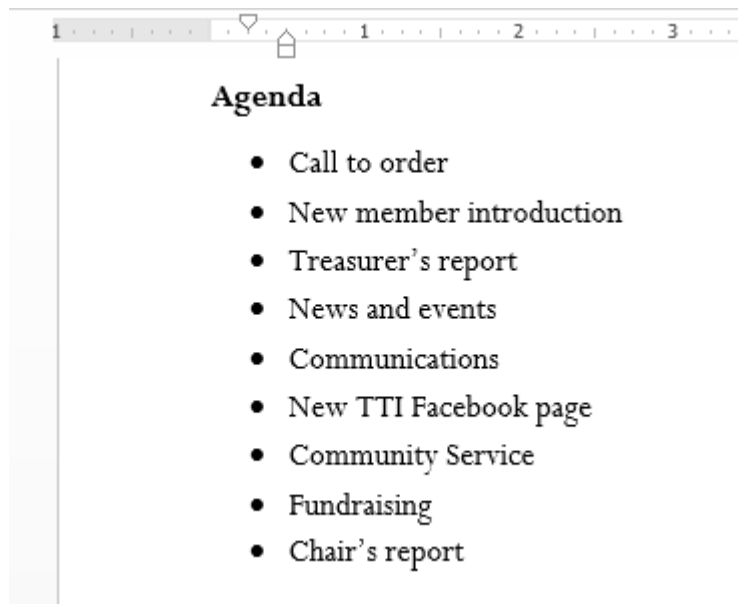 1 1 2 3
Agenda
• Call to order
• New member introduction
• Treasurer’s report
• News and events
• Communications
• New TTI Facebook page
• Community Service
• Fundraising
• Chair’s report